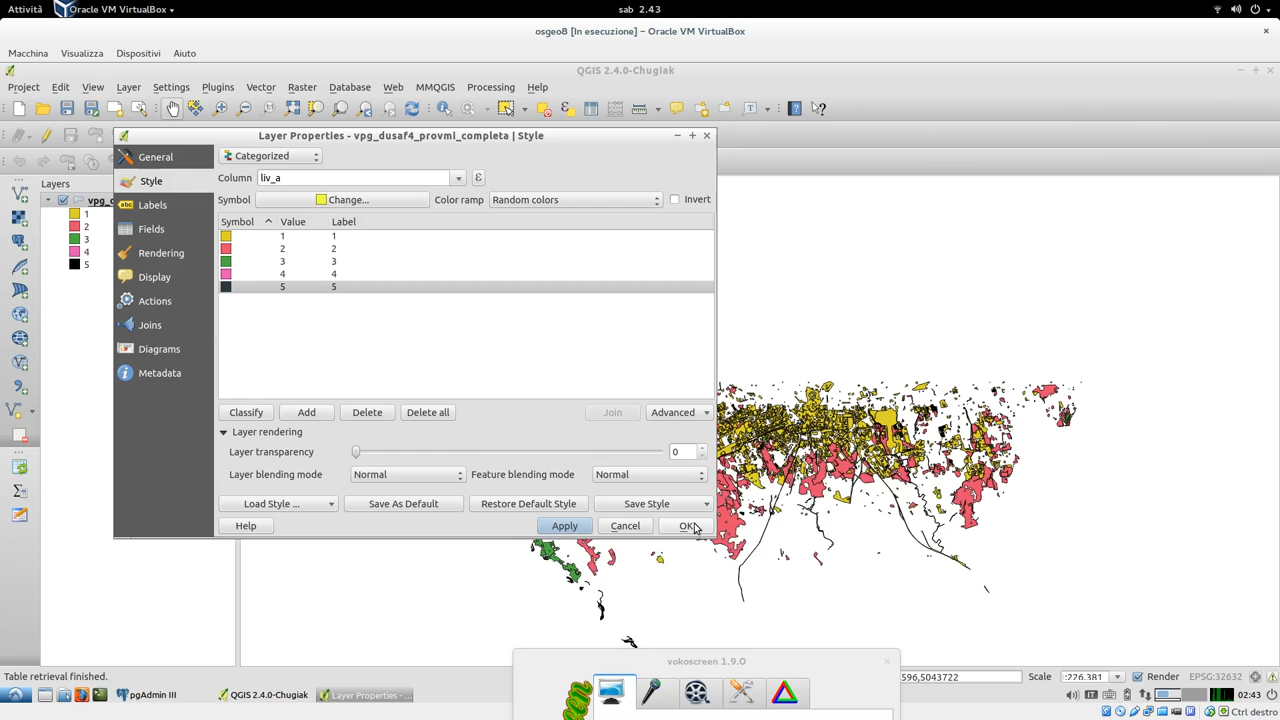 Attività Oracle VM VirtualBox sab 2.43
osgeo8 [In esecuzione] – Oracle VM VirtualBox
Macchina Visualizza Dispositivi Aiuto
QGIS 2.4.0-Chugiak
Project Edit View Layer Settings Plugins Vector Raster Database Web MMQGIS Processing Help
Layer Properties - vpg_dusaf4_provmi_completa | Style
General
Categorized
Style
Column liv_a ε
Layers
Symbol Change... Color ramp Random colors Invert
Labels
Symbol Value Label
1
2
3
4
5
Fields
Rendering
Display
Actions
Joins
Diagrams
Metadata
1 1
2 2
3 3
4 4
5 5
Classify Add Delete Delete all Join Advanced
Layer rendering
Layer transparency 0
Layer blending mode Normal Feature blending mode Normal
Load Style ... Save As Default Restore Default Style Save Style
Help Apply Cancel OK
vokoscreen 1.9.0
Tile retrieval finished.
596,5043722 Scale :226.381 Render EPSG:32632
pgAdmin III QGIS 2.4.0-Chugiak Layer Properties - ... IT 02:43
Ctrl destro